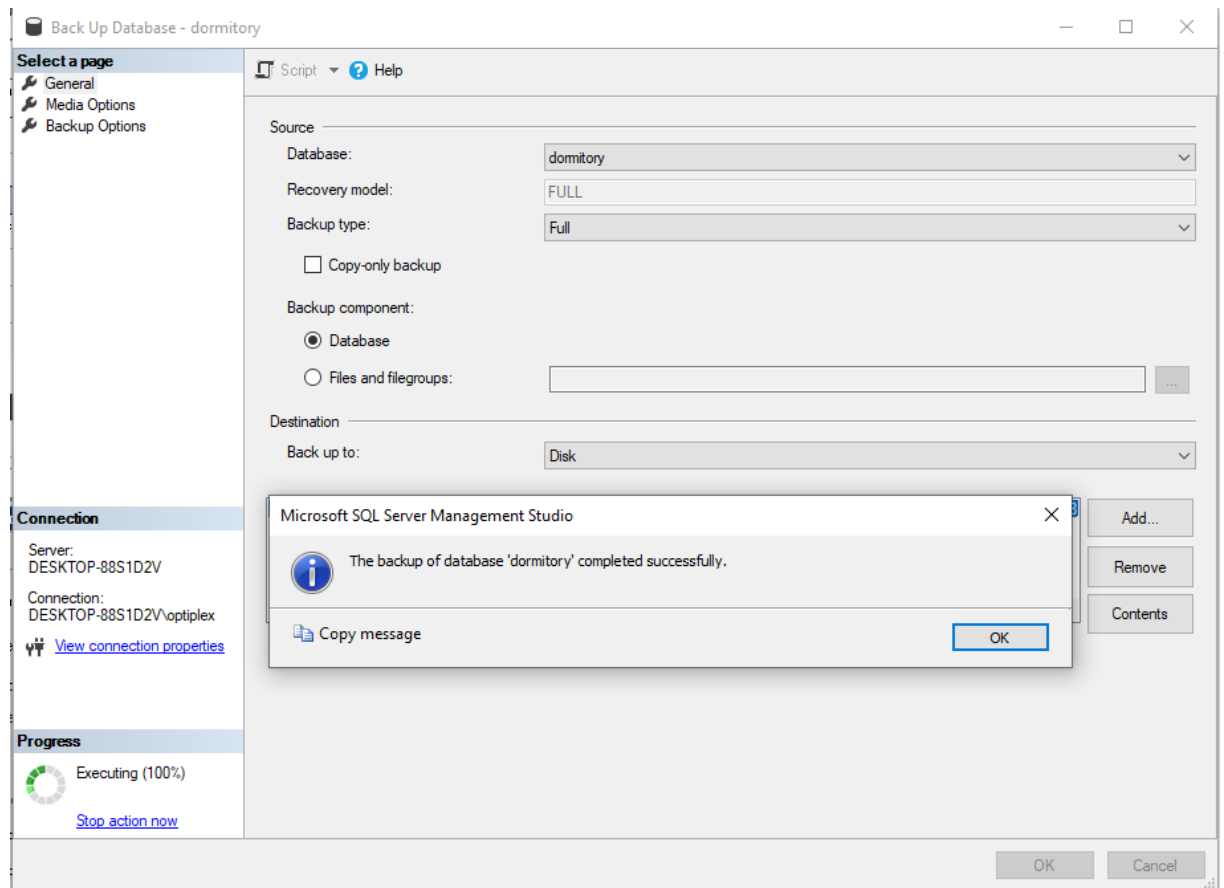 Back Up Database - dormitory
Select a page
General
Media Options
Backup Options
Script
Help
Source
Database:
dormitory
Recovery model:
FULL
Backup type:
Full
Copy-only backup
Backup component:
Database
Files and filegroups:
...
Destination
Back up to:
Disk
Microsoft SQL Server Management Studio
The backup of database 'dormitory' completed successfully.
Copy message
OK
Add...
Remove
Contents
Connection
Server:
DESKTOP-88S1D2V
Connection:
DESKTOP-88S1D2V\optiplex
View connection properties
Progress
Executing (100%)
Stop action now
OK
Cancel